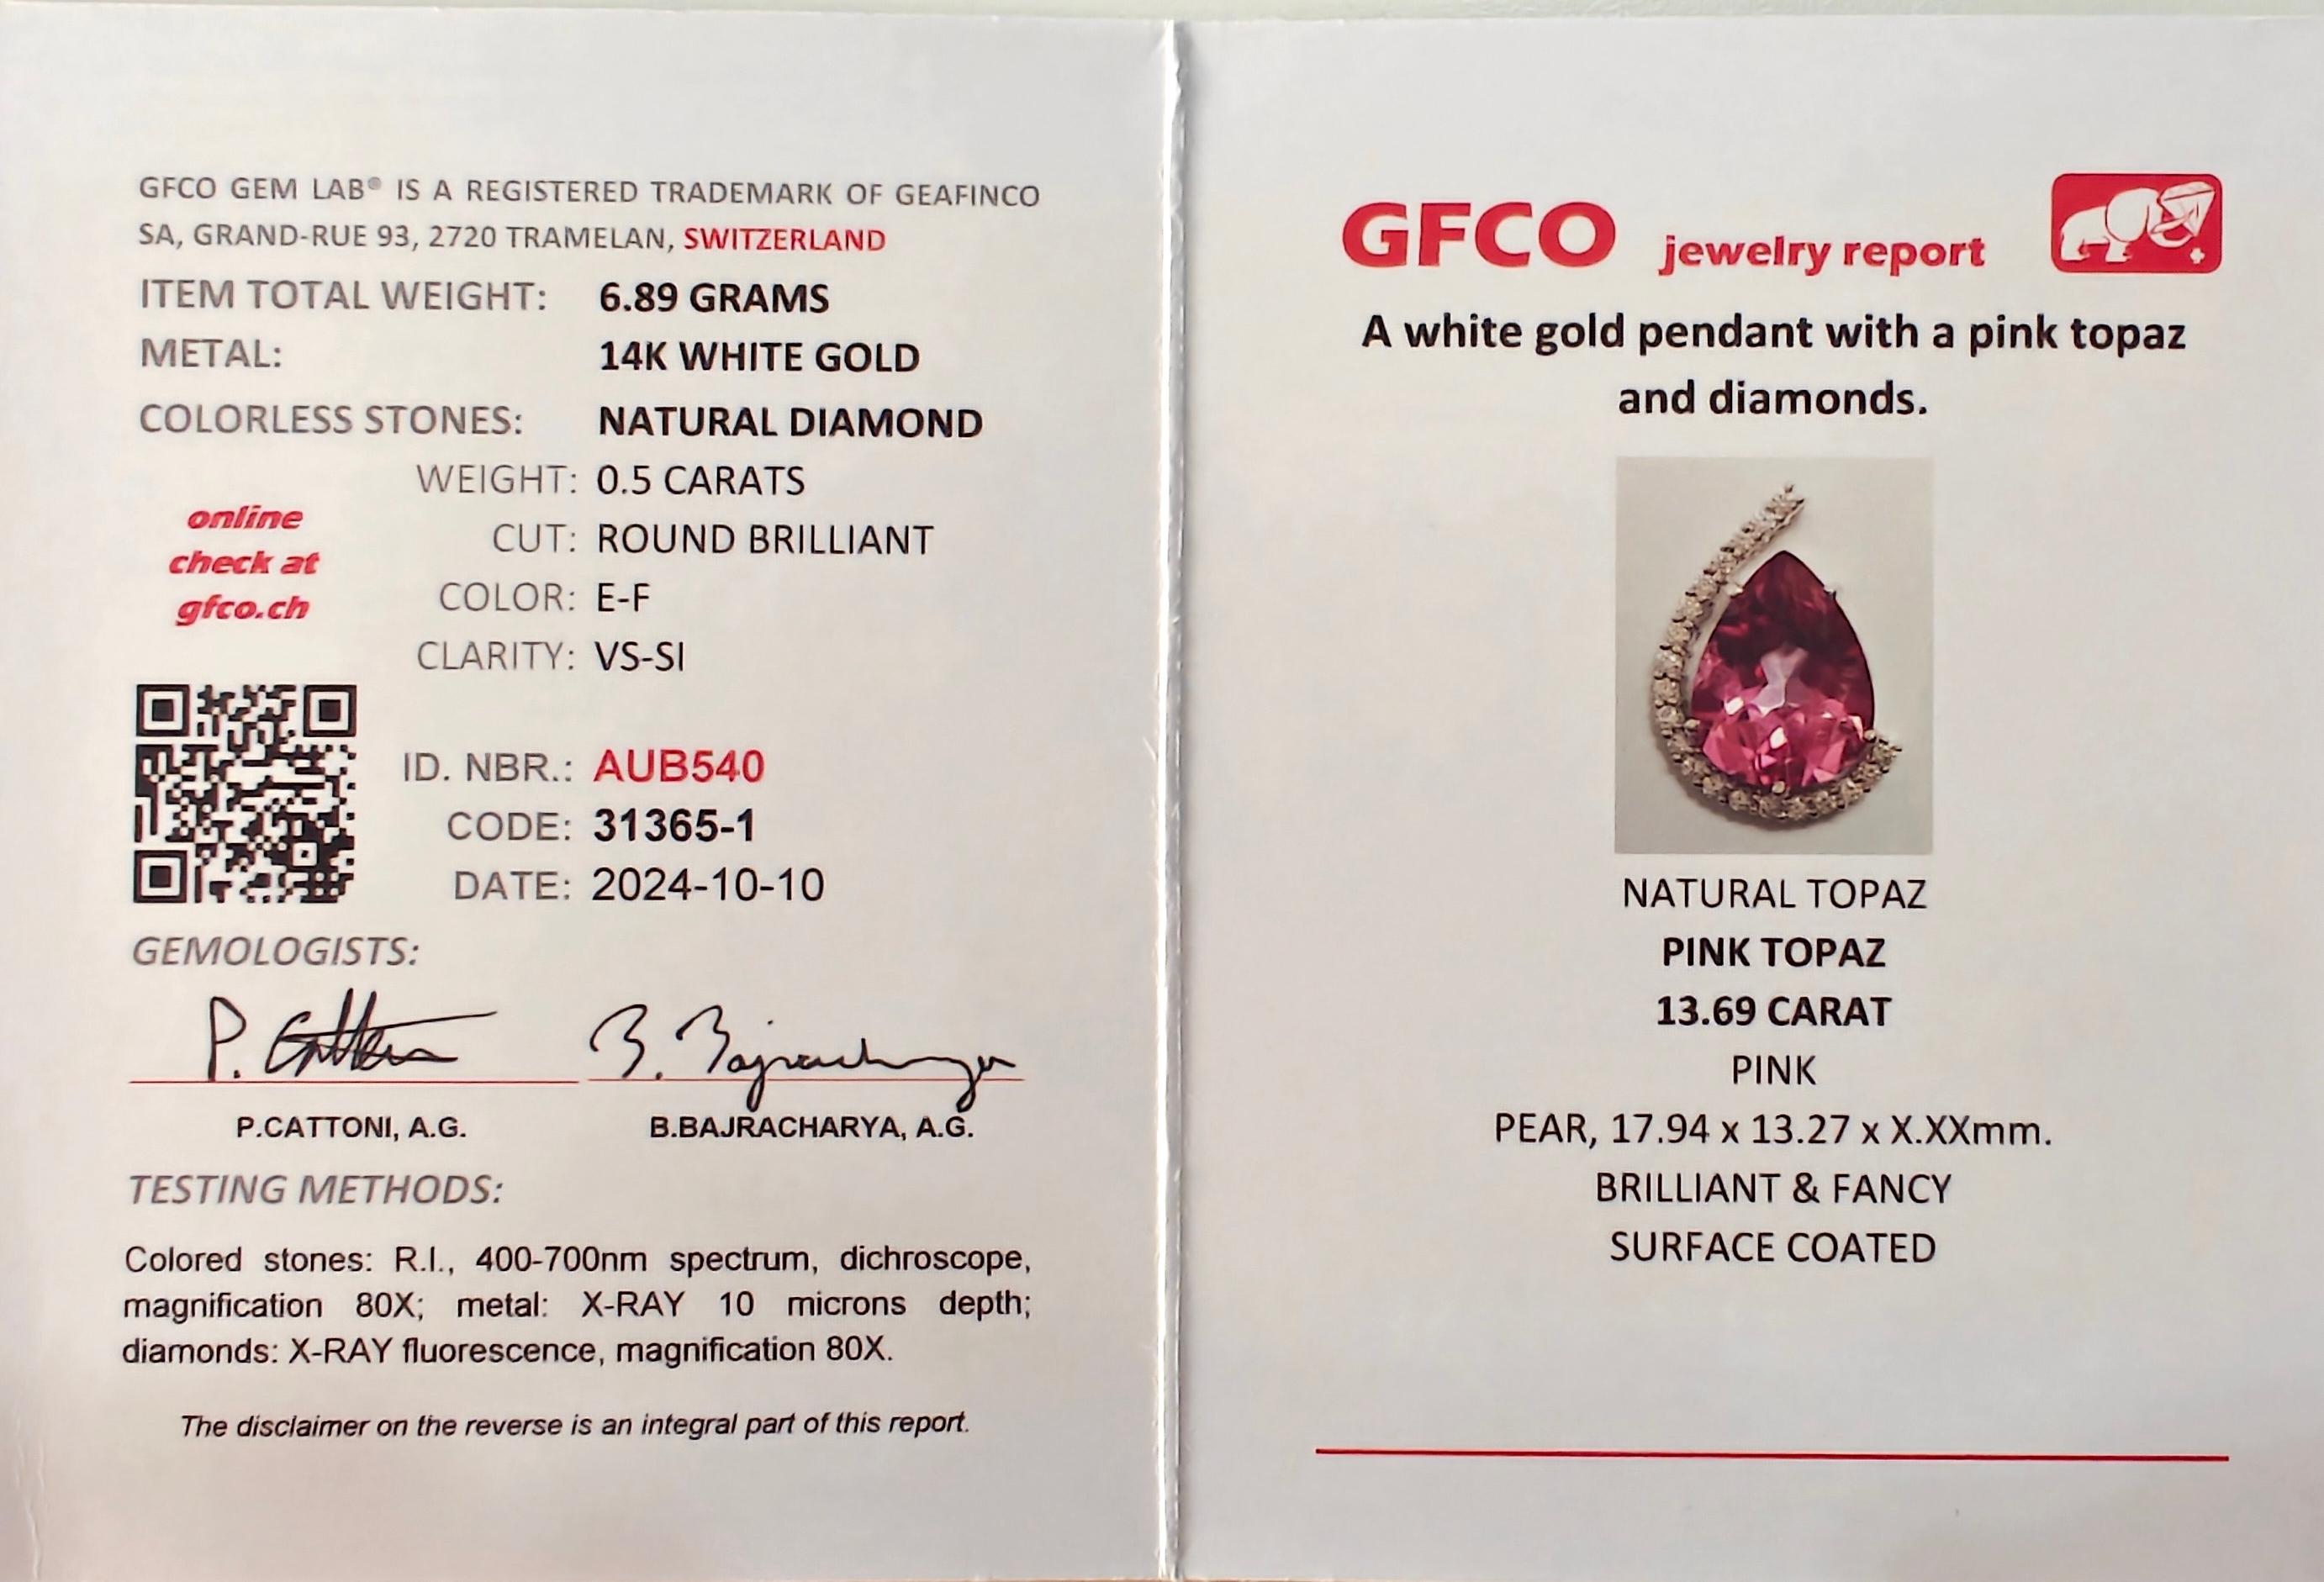 GFCO GEM LAB® IS A REGISTERED TRADEMARK OF GEAFINCO
SA, GRAND-RUE 93, 2720 TRAMELAN, SWITZERLAND
ITEM TOTAL WEIGHT: 6.89 GRAMS
METAL: 14K WHITE GOLD
COLORLESS STONES: NATURAL DIAMOND
WEIGHT: 0.5 CARATS
CUT: ROUND BRILLIANT
COLOR: E-F
CLARITY: VS-SI
online
check at
gfco.ch
ID. NBR.: AUB540
CODE: 31365-1
DATE: 2024-10-10
GEMOLOGISTS:
P. Cattoni B. Bajracharya
P.CATTONI, A.G. B.BAJRACHARYA, A.G.
TESTING METHODS:
Colored stones: R.I., 400-700nm spectrum, dichroscope,
magnification 80X; metal: X-RAY 10 microns depth;
diamonds: X-RAY fluorescence, magnification 80X.
The disclaimer on the reverse is an integral part of this report.
GFCO jewelry report
A white gold pendant with a pink topaz
and diamonds.
NATURAL TOPAZ
PINK TOPAZ
13.69 CARAT
PINK
PEAR, 17.94 x 13.27 x X.XXmm.
BRILLIANT & FANCY
SURFACE COATED